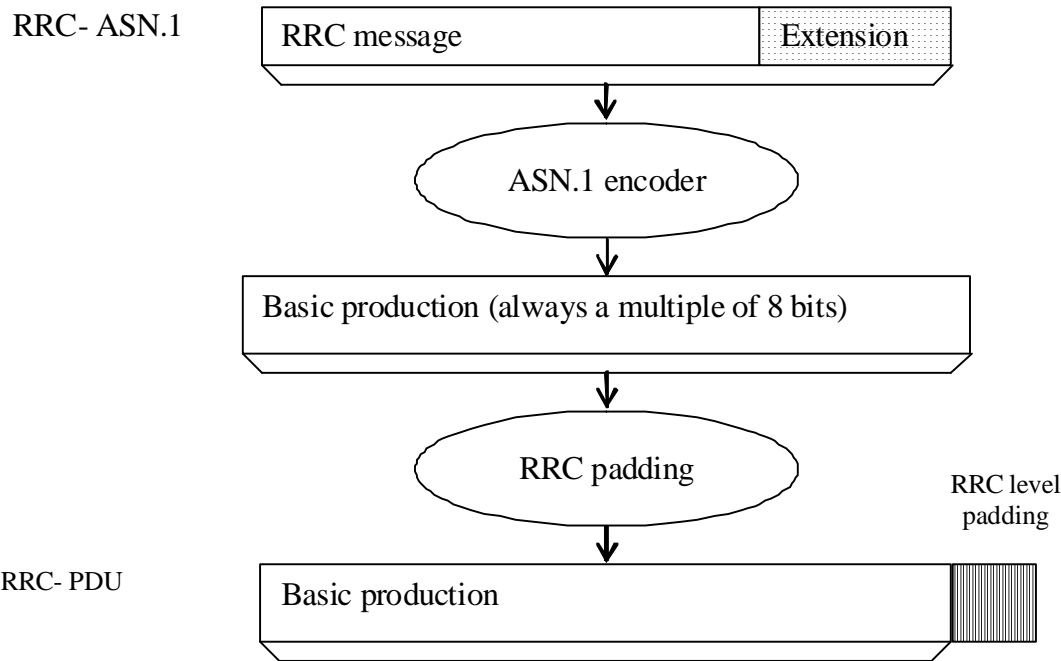 RRC- ASN.1
RRC message
Extension
ASN.1 encoder
Basic production (always a multiple of 8 bits)
RRC padding
RRC level
padding
RRC- PDU
Basic production